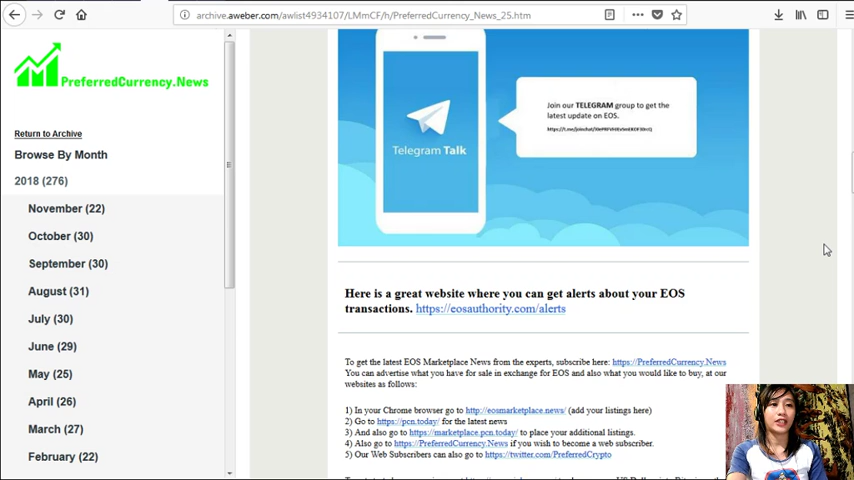 archive.aweber.com/awlist4934107/LMmCF/h/PreferredCurrency_News_25.htm
PreferredCurrency.News
Return to Archive
Browse By Month
2018 (276)
November (22)
October (30)
September (30)
August (31)
July (30)
June (29)
May (25)
April (26)
March (27)
February (22)
Telegram Talk
Join our TELEGRAM group to get the
latest update on EOS.
Here is a great website where you can get alerts about your EOS
transactions. https://eosauthority.com/alerts
To get the latest EOS Marketplace News from the experts, subscribe here: https://PreferredCurrency.News
You can advertise what you have for sale in exchange for EOS and also what you would like to buy, at our
websites as follows:
1) In your Chrome browser go to http://eosmarketplace.news/ (add your listings here)
2) Go to https://pcn.today/ for the latest news
3) And also go to https://marketplace.pcn.today/ to place your additional listings.
4) Also go to https://PreferredCurrency.News if you wish to become a web subscriber.
5) Our Web Subscribers can also go to https://twitter.com/PreferredCrypto